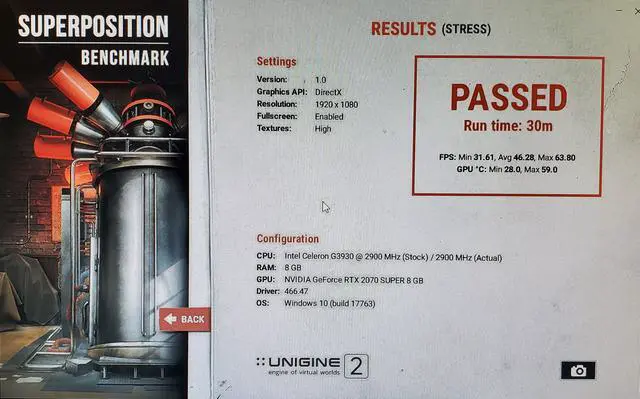 SUPERPOSITION
BENCHMARK
RESULTS (STRESS)
Settings
Version: 1.0
Graphics API: DirectX
Resolution: 1920 x 1080
Fullscreen: Enabled
Textures: High
PASSED
Run time: 30m
FPS: Min 31.61, Avg 46.28, Max 63.80
GPU °C: Min 28.0, Max 59.0
Configuration
CPU: Intel Celeron G3930 @ 2900 MHz (Stock) / 2900 MHz (Actual)
RAM: 8 GB
GPU: NVIDIA GeForce RTX 2070 SUPER 8 GB
Driver: 466.47
OS: Windows 10 (build 17763)
BACK
UNIGINE 2
engine of virtual worlds